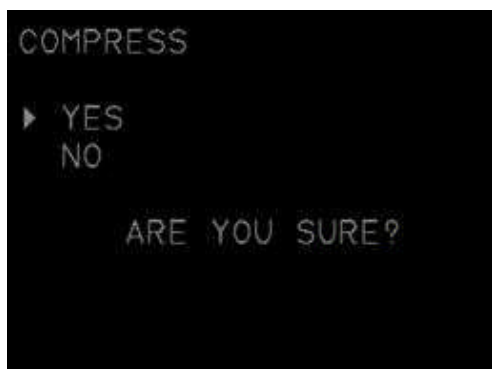 COMPRESS
▶ YES
NO
ARE YOU SURE?